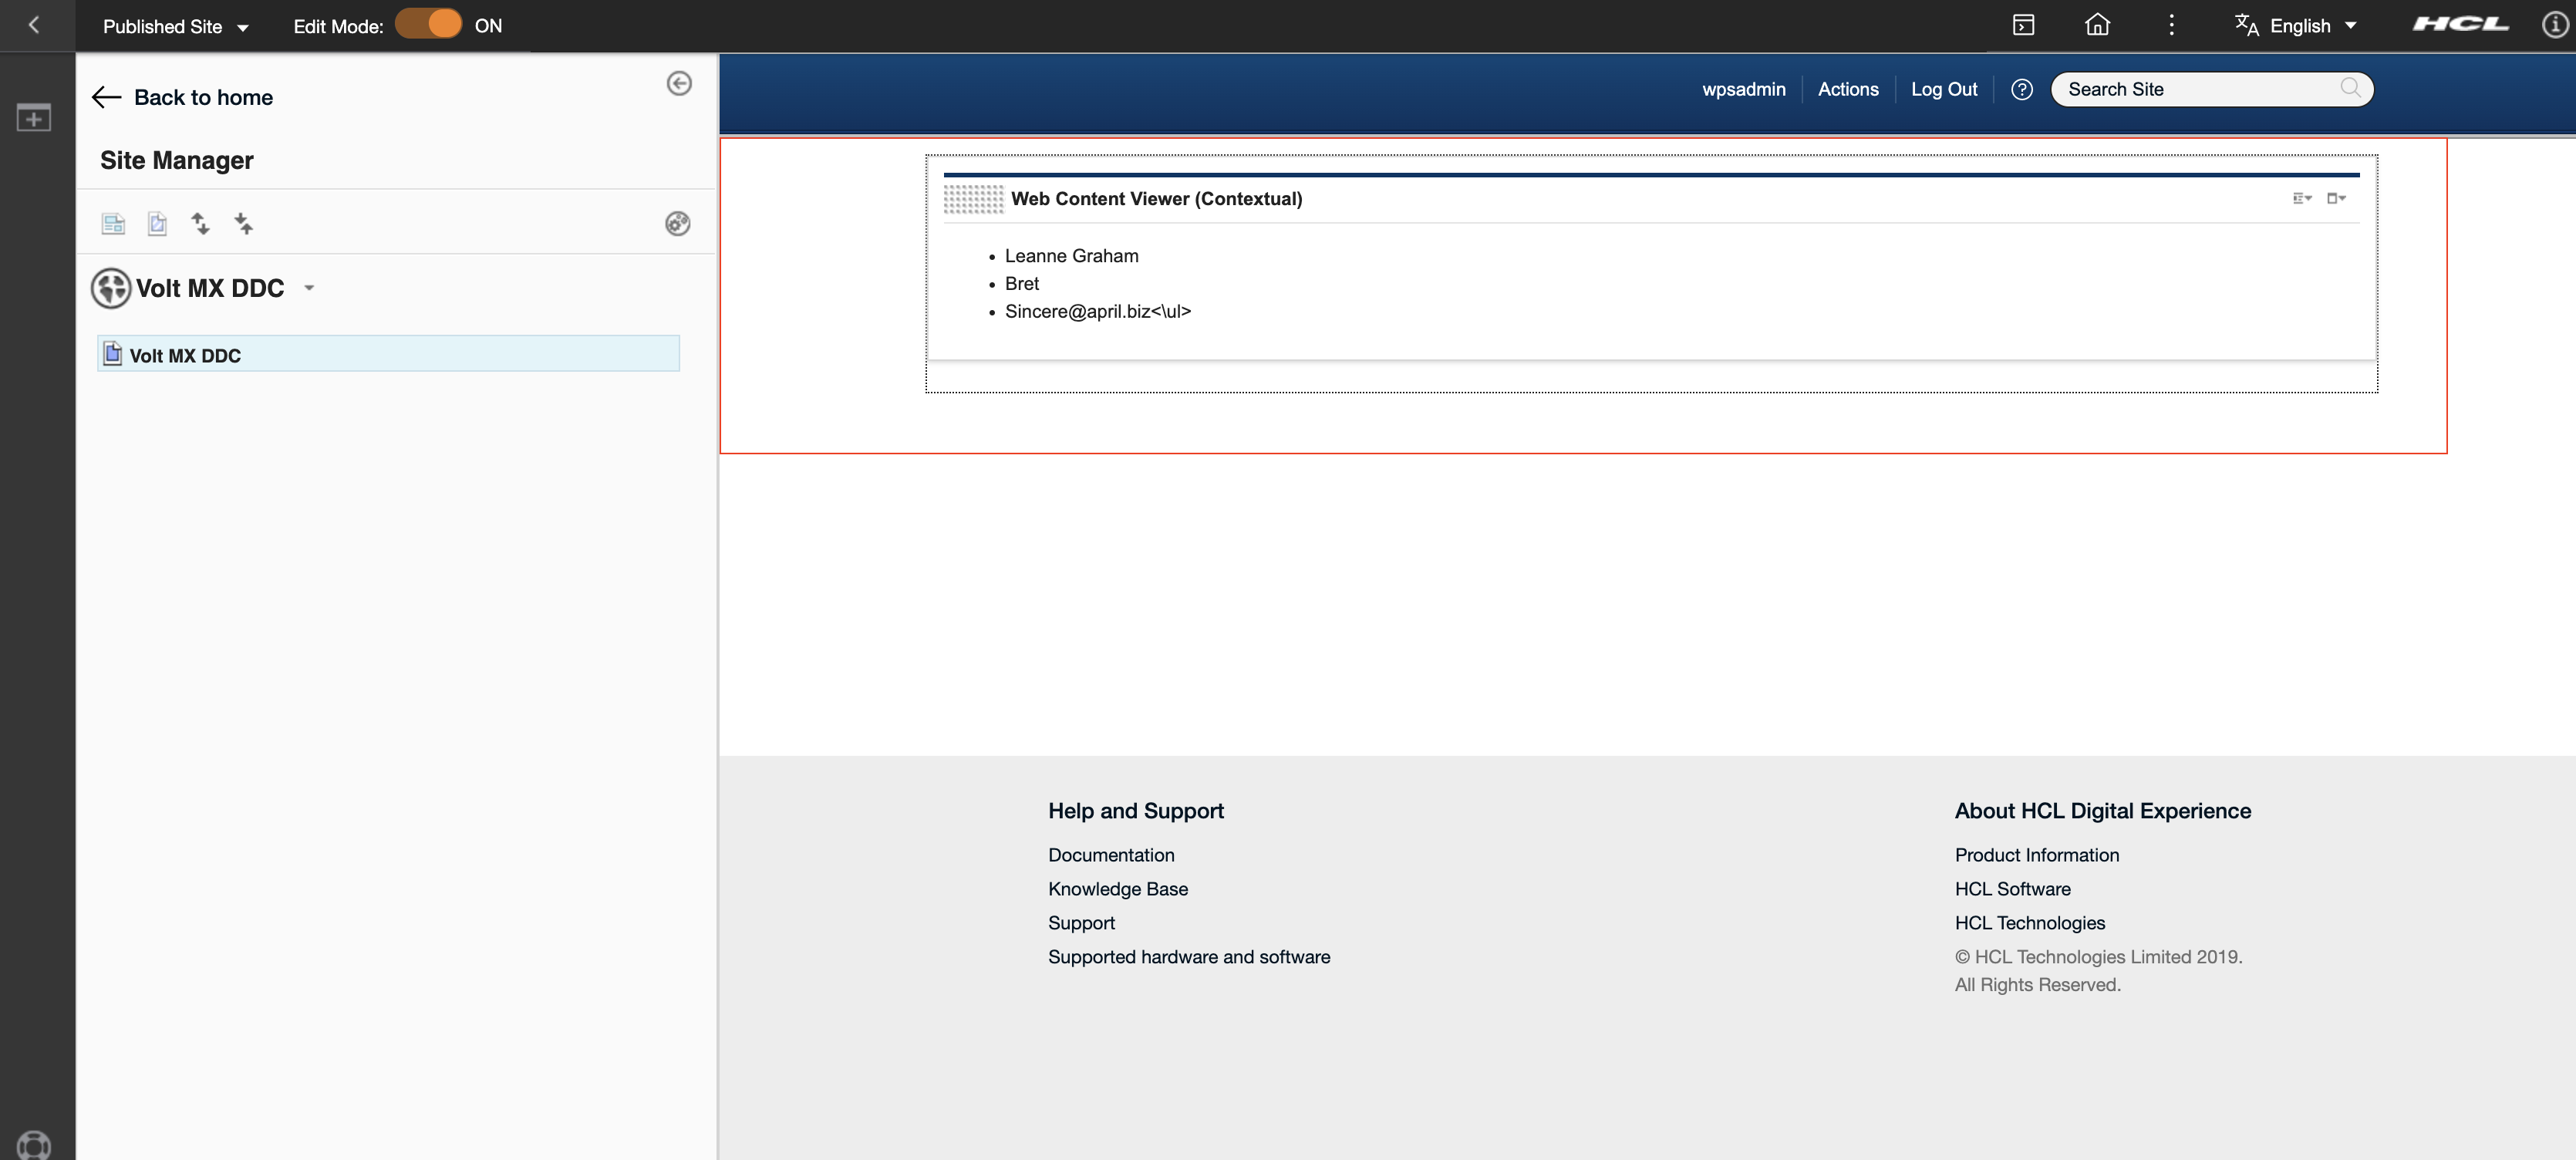 Published Site
Edit Mode: ON
English
HCL
Back to home
Site Manager
Volt MX DDC
Volt MX DDC
wpsadmin
Actions
Log Out
Search Site
Web Content Viewer (Contextual)
Leanne Graham
Bret
Sincere@april.biz<\ul>
Help and Support
Documentation
Knowledge Base
Support
Supported hardware and software
About HCL Digital Experience
Product Information
HCL Software
HCL Technologies
© HCL Technologies Limited 2019.
All Rights Reserved.